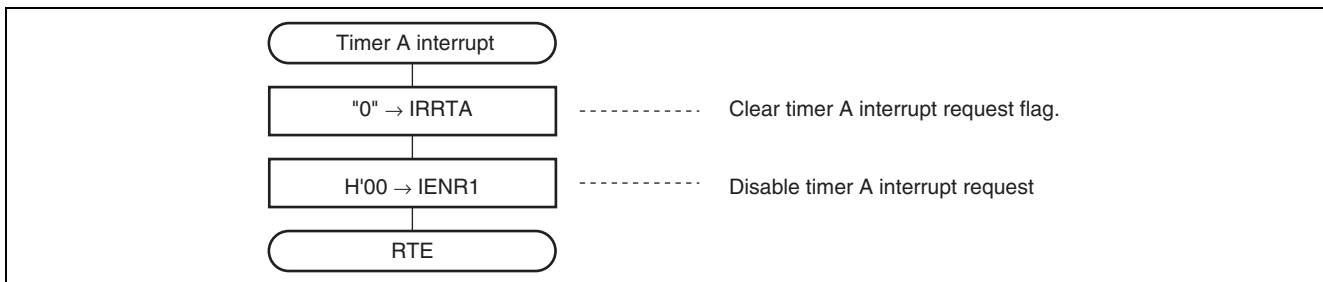 Timer A interrupt
"0" → IRRTA
Clear timer A interrupt request flag.
H'00 → IENR1
Disable timer A interrupt request
RTE